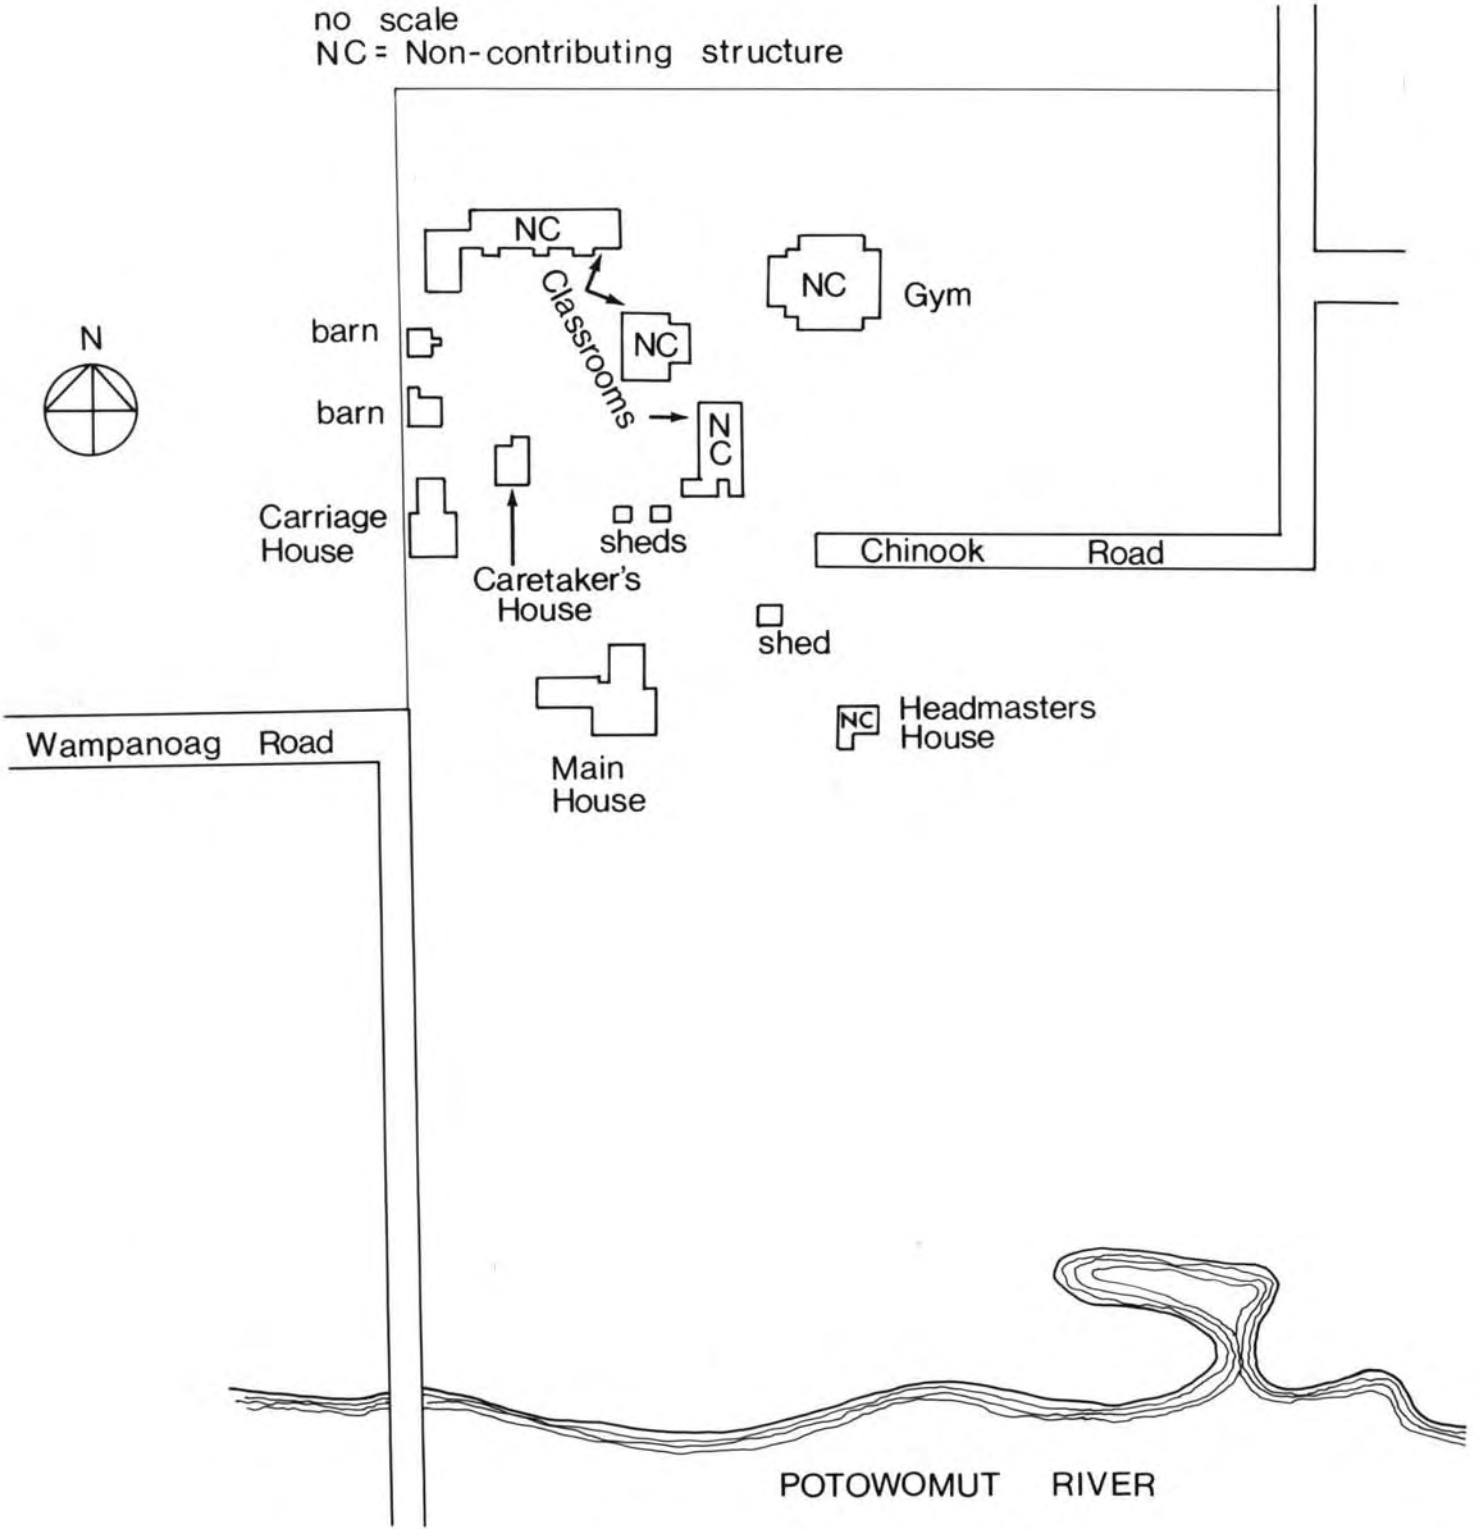 no scale
NC = Non-contributing structure
NC
NC
Gym
Classrooms
N
barn
NC
barn
N
C
Carriage
House
sheds
Chinook Road
Caretaker's
House
shed
Wampanoag Road
NC
Headmasters
House
Main
House
POTOWOMUT RIVER